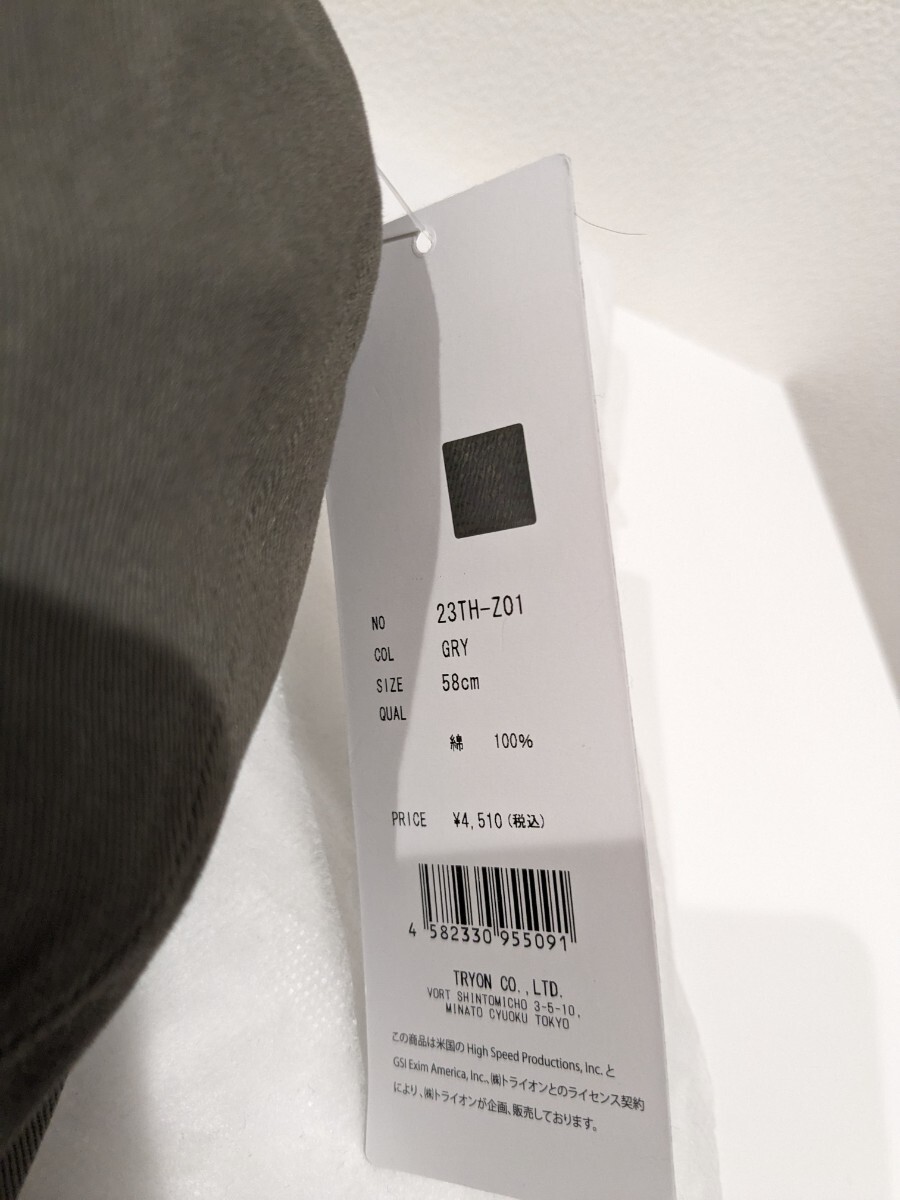 NO 23TH-Z01
COL GRY
SIZE 58cm
QUAL
綿 100%
PRICE ¥4,510(税込)
4 582330 955091
TRYON CO.,LTD.
VORT SHINTOMICHO 3-5-10,
MINATO CYUOKU TOKYO
この商品は米国の High Speed Productions, Inc. と
GSI Exim America, Inc.、㈱トライオンとのライセンス契約
により、㈱トライオンが企画、販売しております。